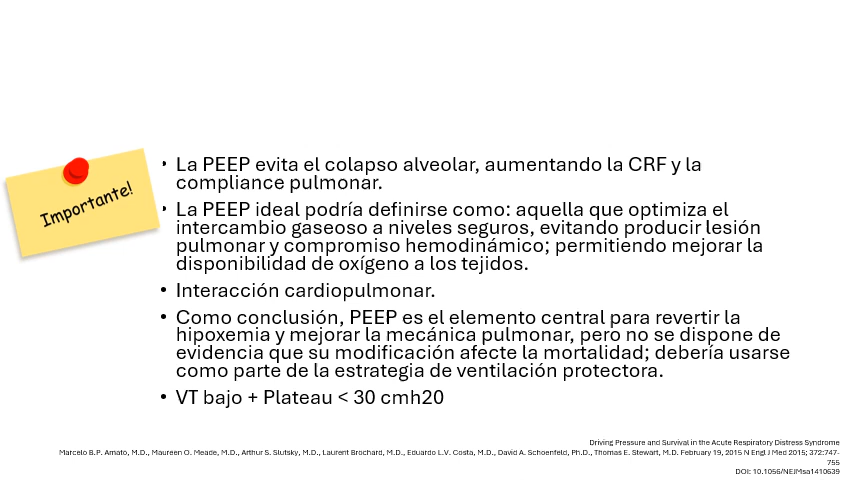 Importante!
• La PEEP evita el colapso alveolar, aumentando la CRF y la
compliance pulmonar.
• La PEEP ideal podría definirse como: aquella que optimiza el
intercambio gaseoso a niveles seguros, evitando producir lesión
pulmonar y compromiso hemodinámico; permitiendo mejorar la
disponibilidad de oxígeno a los tejidos.
• Interacción cardiopulmonar.
• Como conclusión, PEEP es el elemento central para revertir la
hipoxemia y mejorar la mecánica pulmonar, pero no se dispone de
evidencia que su modificación afecte la mortalidad; debería usarse
como parte de la estrategia de ventilación protectora.
• VT bajo + Plateau < 30 cmh20
Driving Pressure and Survival in the Acute Respiratory Distress Syndrome
Marcelo B.P. Amato, M.D., Maureen O. Meade, M.D., Arthur S. Slutsky, M.D., Laurent Brochard, M.D., Eduardo L.V. Costa, M.D., David A. Schoenfeld, Ph.D., Thomas E. Stewart, M.D. February 19, 2015 N Engl J Med 2015; 372:747-
755
DOI: 10.1056/NEJMsa1410639